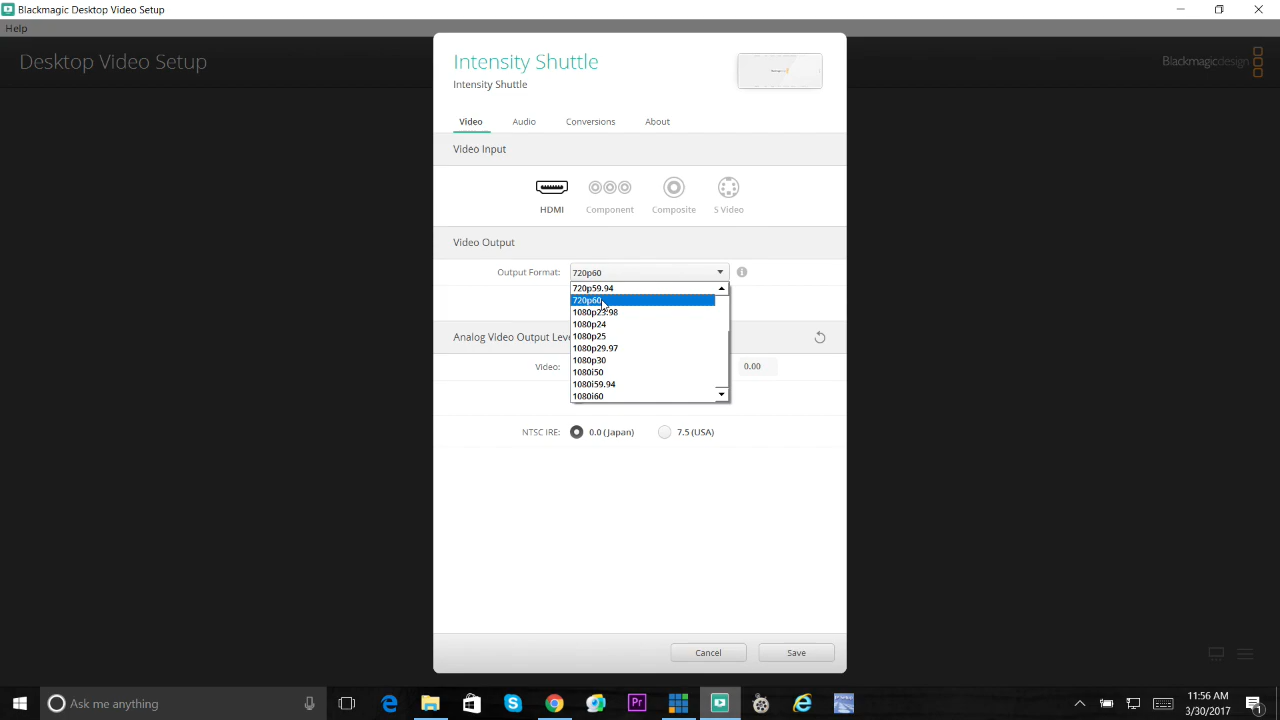 Blackmagic Desktop Video Setup
Help
Desktop Video Setup
Blackmagicdesign
Intensity Shuttle
Intensity Shuttle
Video Audio Conversions About
Video Input
HDMI Component Composite S Video
Video Output
Output Format: 720p60
720p59.94
720p60
1080p23.98
1080p24
1080p25
1080p29.97
1080p30
1080i50
1080i59.94
1080i60
Analog Video Output Leve
Video: 0.00
NTSC IRE: 0.0 (Japan) 7.5 (USA)
Cancel Save
Ask me anything
11:56 AM
3/30/2017